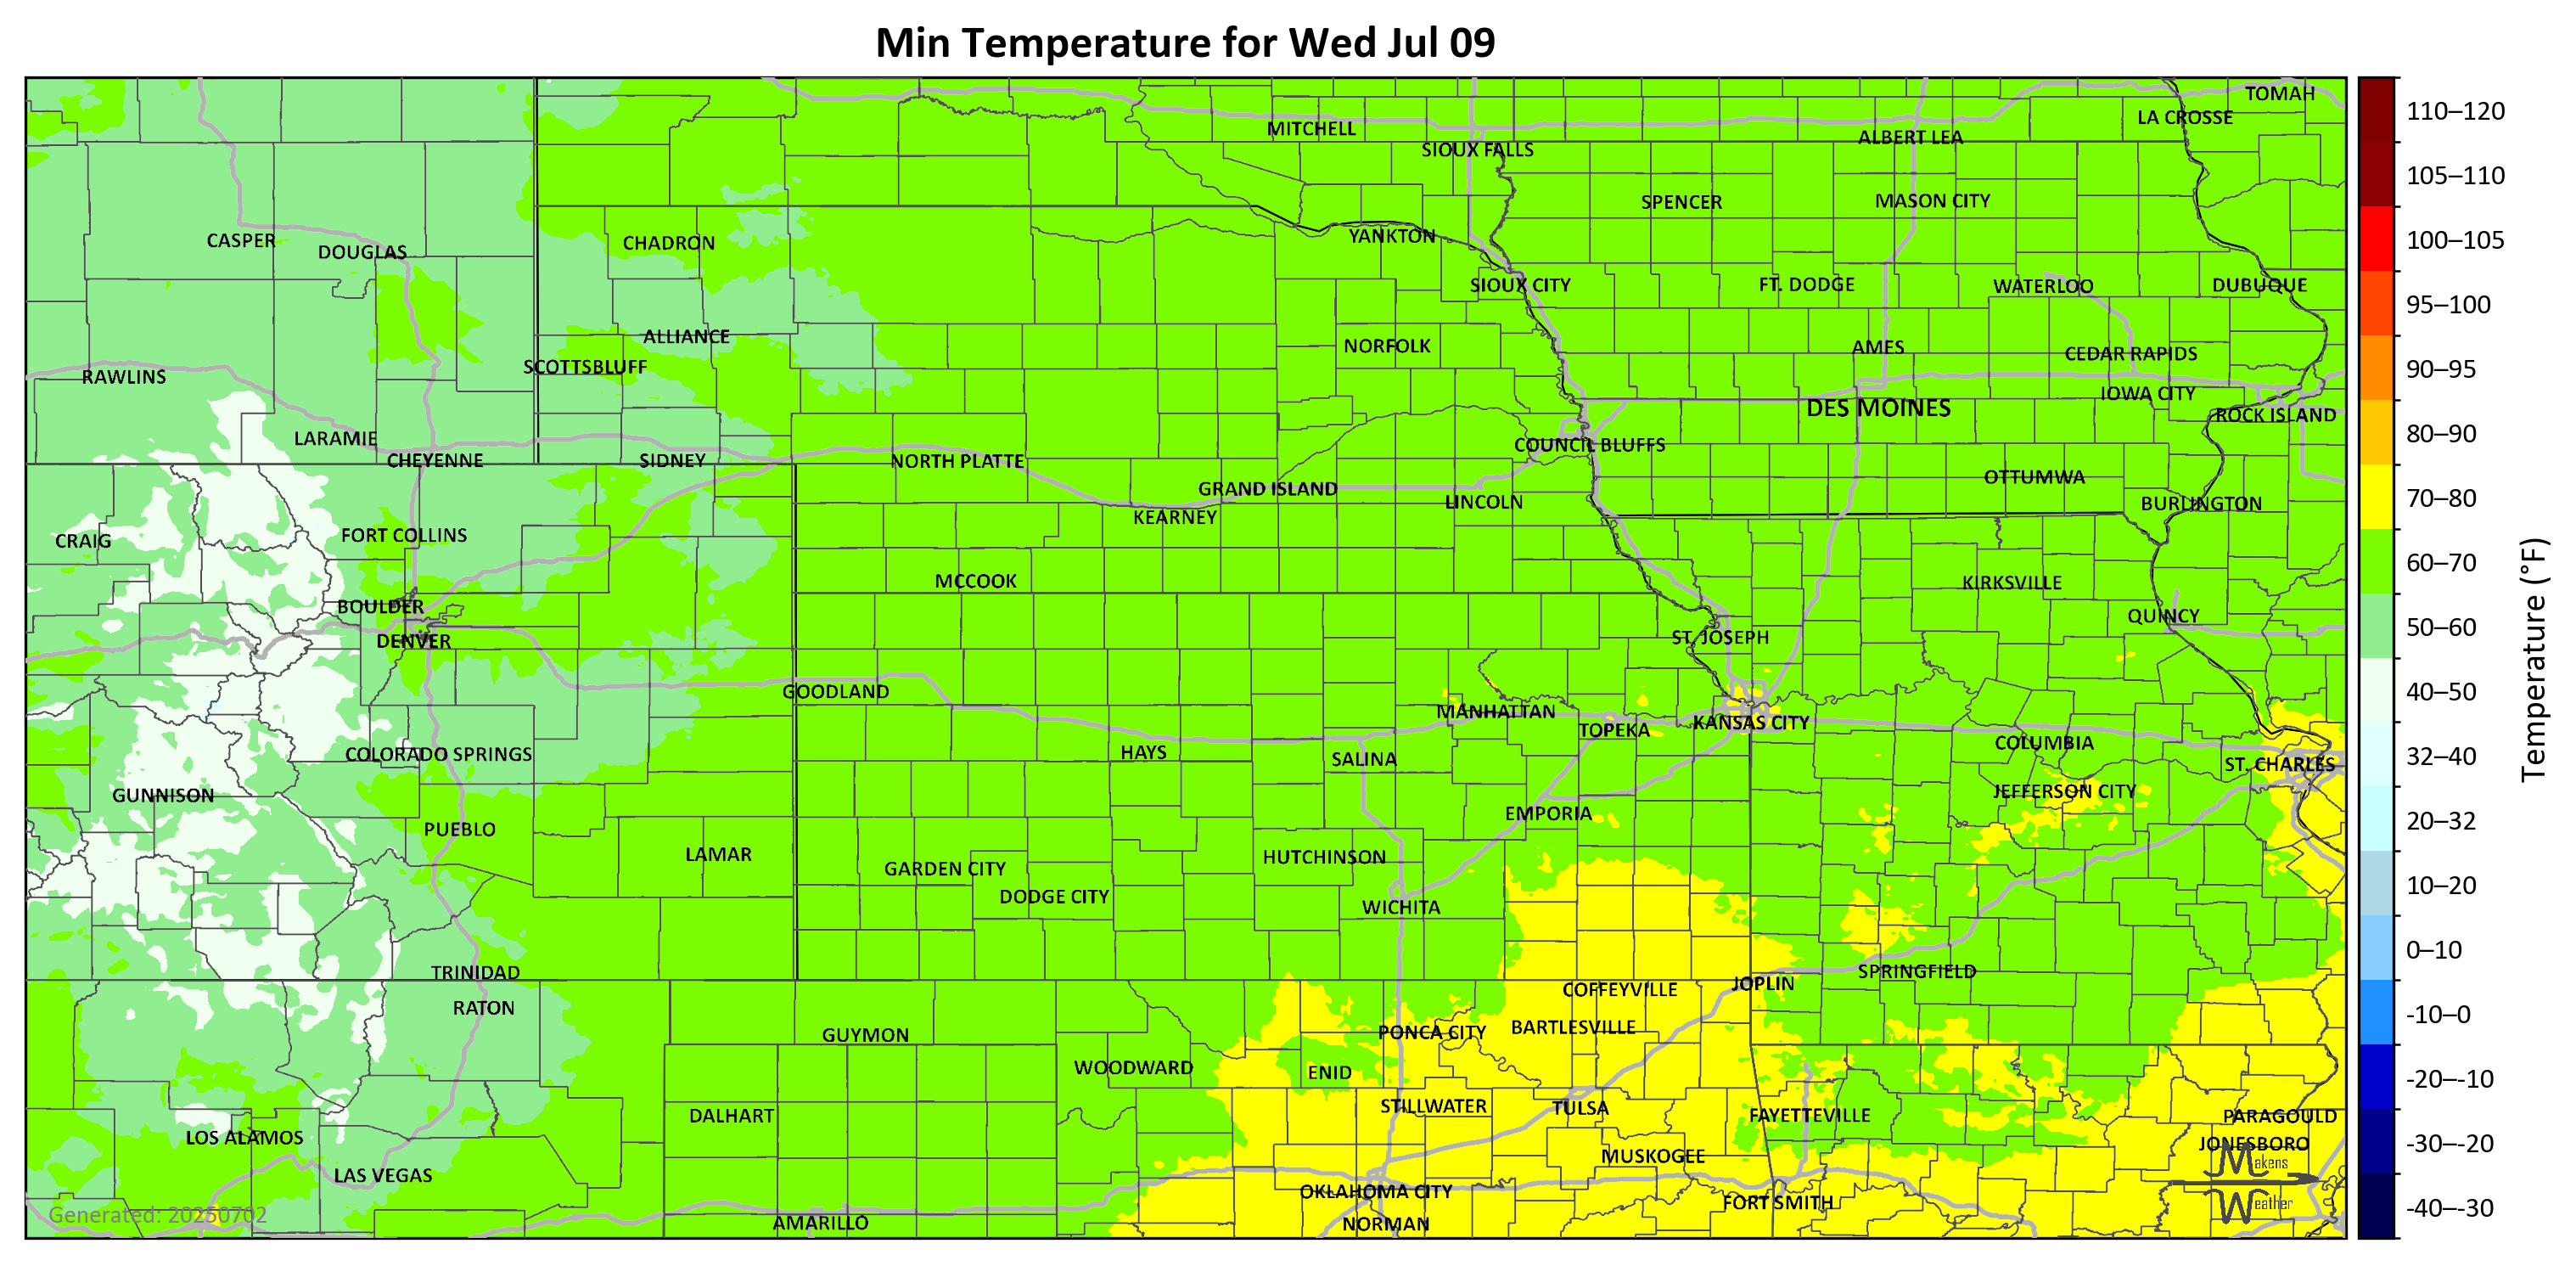 Min Temperature for Wed Jul 09
TOMAH
LA CROSSE
MITCHELL
ALBERT LEA
SIOUX FALLS
SPENCER
MASON CITY
CASPER
DOUGLAS
CHADRON
YANKTON
SIOUX CITY
FT. DODGE
WATERLOO
DUBUQUE
ALLIANCE
NORFOLK
AMES
CEDAR RAPIDS
SCOTTSBLUFF
RAWLINS
IOWA CITY
DES MOINES
ROCK ISLAND
LARAMIE
COUNCIL BLUFFS
CHEYENNE
SIDNEY
NORTH PLATTE
OTTUMWA
GRAND ISLAND
LINCOLN
BURLINGTON
KEARNEY
CRAIG
FORT COLLINS
MCCOOK
KIRKSVILLE
BOULDER
QUINCY
DENVER
ST. JOSEPH
GOODLAND
MANHATTAN
TOPEKA
KANSAS CITY
COLUMBIA
COLORADO SPRINGS
HAYS
SALINA
ST. CHARLES
GUNNISON
JEFFERSON CITY
EMPORIA
PUEBLO
LAMAR
HUTCHINSON
GARDEN CITY
DODGE CITY
WICHITA
TRINIDAD
SPRINGFIELD
JOPLIN
COFFEYVILLE
RATON
GUYMON
PONCA CITY
BARTLESVILLE
WOODWARD
ENID
DALHART
STILLWATER
TULSA
FAYETTEVILLE
PARAGOULD
LOS ALAMOS
JONESBORO
MUSKOGEE
LAS VEGAS
OKLAHOMA CITY
FORT SMITH
AMARILLO
NORMAN
Generated: 20250702
Makens
Weather
110–120
105–110
100–105
95–100
90–95
80–90
70–80
60–70
50–60
40–50
32–40
20–32
10–20
0–10
-10–0
-20–-10
-30–-20
-40–-30
Temperature (°F)